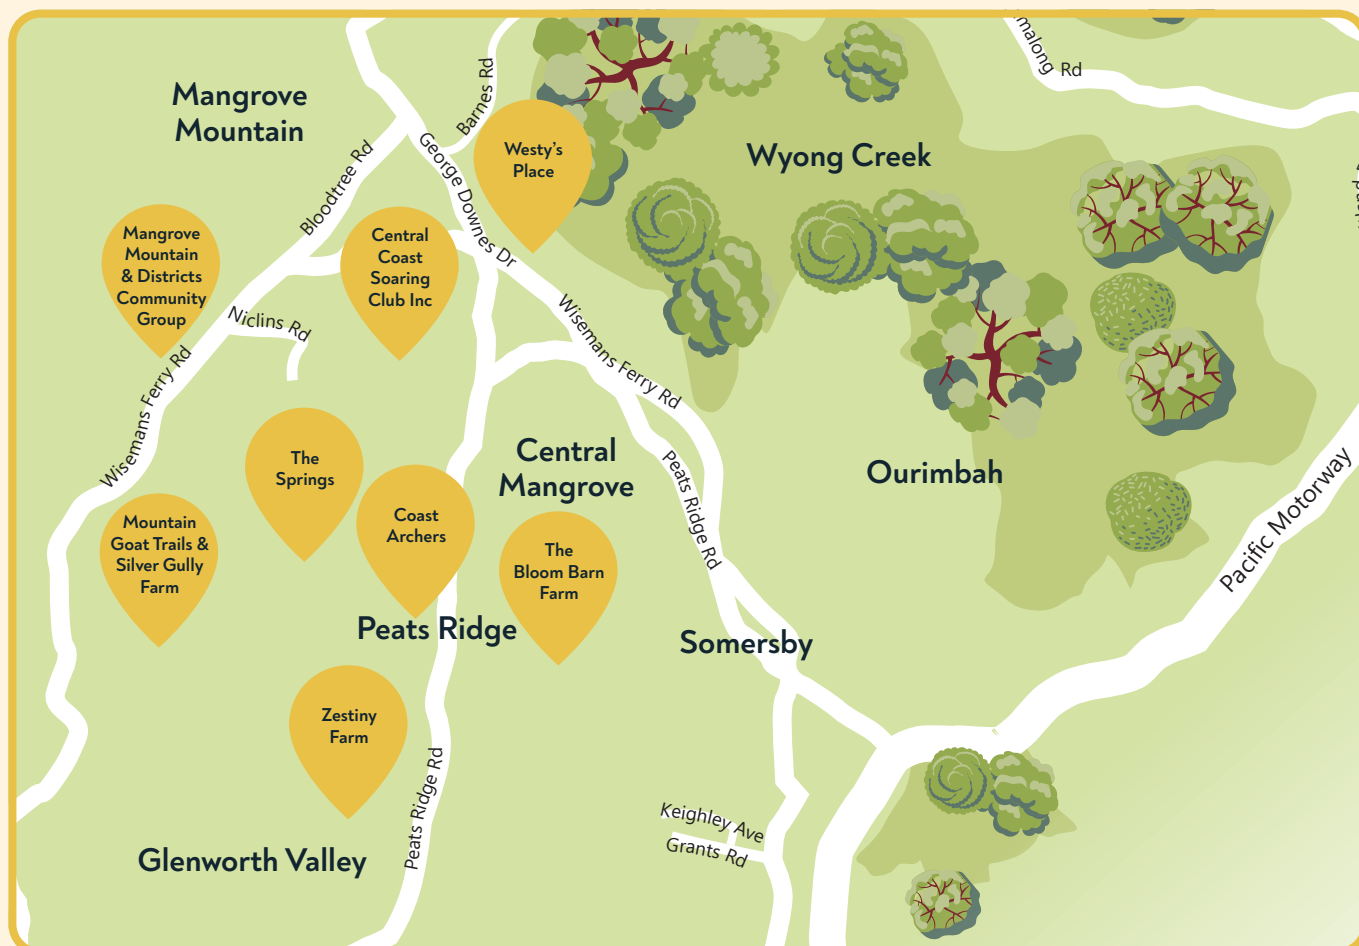 malong Rd
Barnes Rd
Mangrove
Mountain
Bloodtree Rd
George Downes Dr
Westy's
Place
Wyong Creek
Mangrove
Mountain
& Districts
Community
Group
Central
Coast
Soaring
Club Inc
Niclins Rd
Wisemans Ferry Rd
Wisemans Ferry Rd
The
Springs
Central
Mangrove
Peats Ridge Rd
Ourimbah
Pacific Motorway
Mountain
Goat Trails &
Silver Gully
Farm
Coast
Archers
The
Bloom Barn
Farm
Peats Ridge
Somersby
Zestiny
Farm
Peats Ridge Rd
Keighley Ave
Grants Rd
Glenworth Valley